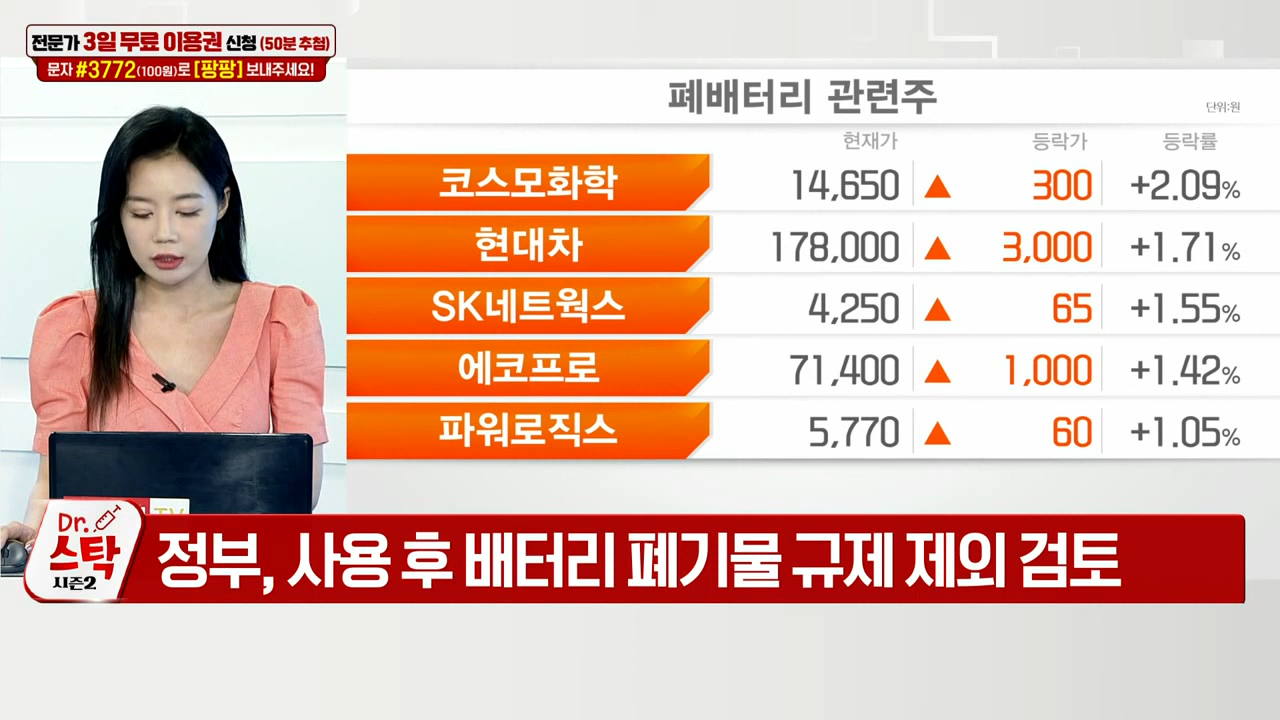 전문가 3일 무료 이용권 신청 (50분 추첨)
문자 #3772(100원)로 [팡팡] 보내주세요!
폐배터리 관련주
단위:원
현재가 등락가 등락률
코스모화학 14,650 ▲ 300 +2.09%
현대차 178,000 ▲ 3,000 +1.71%
SK네트웍스 4,250 ▲ 65 +1.55%
에코프로 71,400 ▲ 1,000 +1.42%
파워로직스 5,770 ▲ 60 +1.05%
TV
Dr.
스탁
시즌2
정부, 사용 후 배터리 폐기물 규제 제외 검토